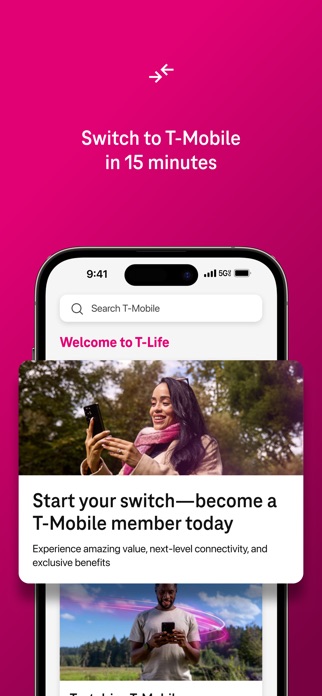 Switch to T-Mobile
in 15 minutes
9:41
Search T-Mobile
Welcome to T-Life
Start your switch—become a
T-Mobile member today
Experience amazing value, next-level connectivity, and
exclusive benefits